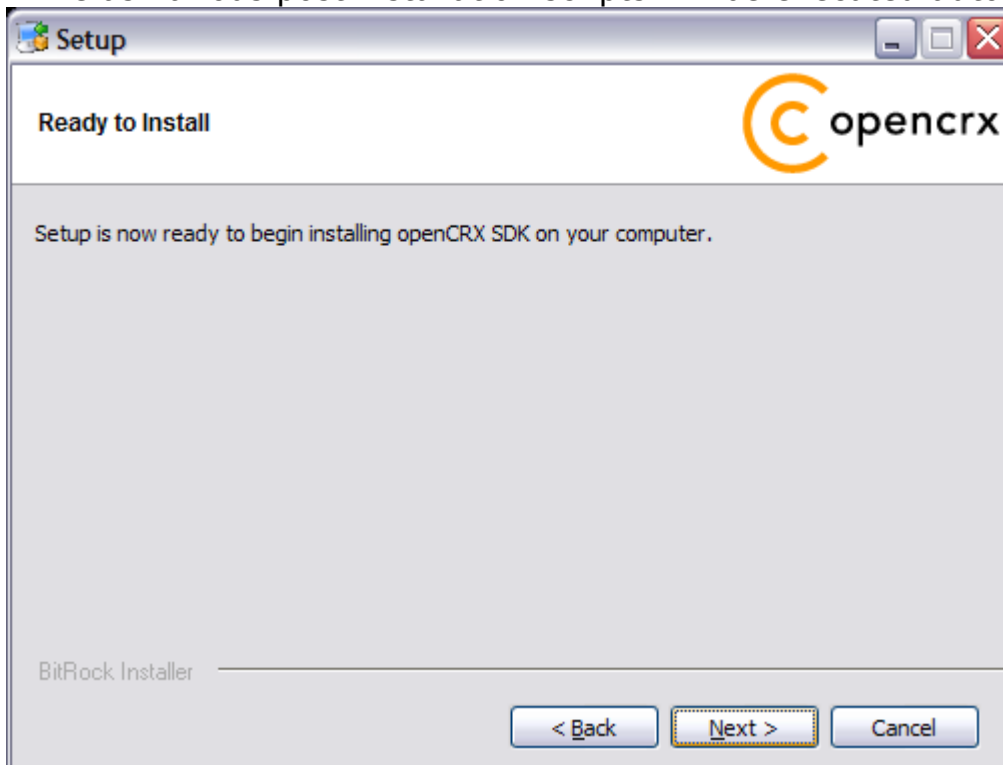 Setup
Ready to Install
opencrx
Setup is now ready to begin installing openCRX SDK on your computer.
BitRock Installer
< Back
Next >
Cancel